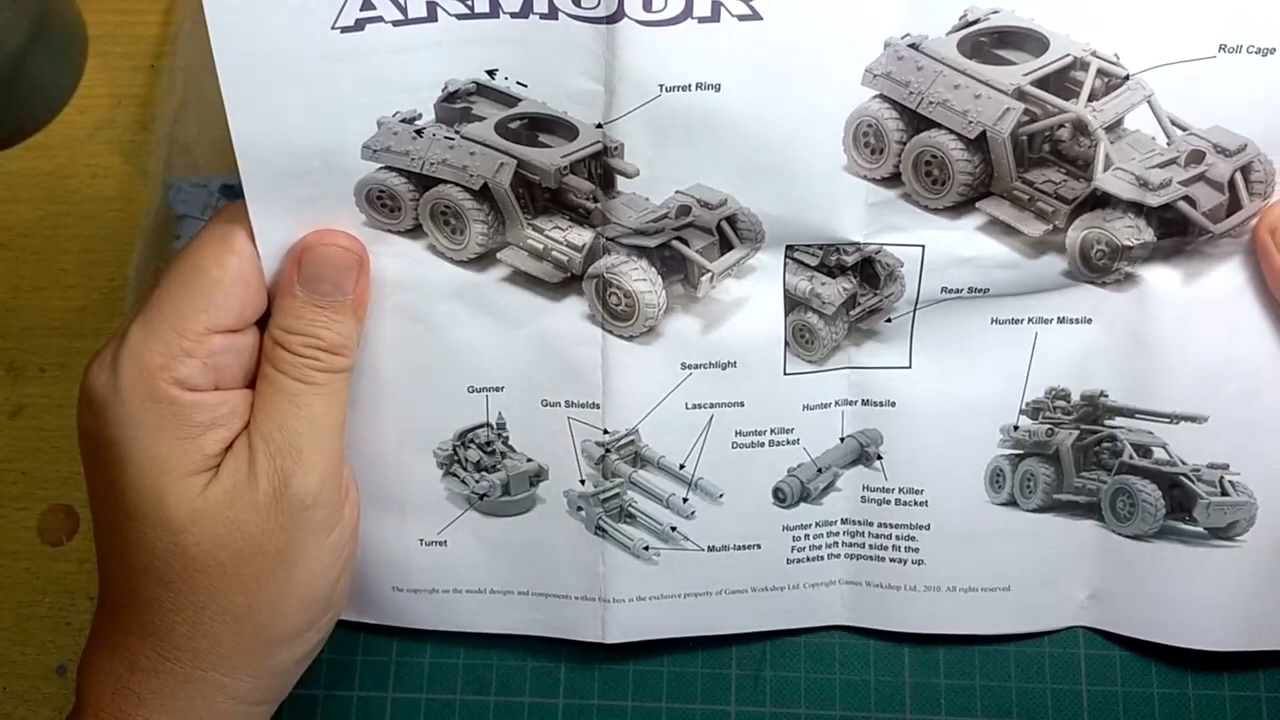 ARMOUR
Turret Ring
Roll Cage
Rear Step
Hunter Killer Missile
Searchlight
Gunner
Gun Shields
Lascannons
Hunter Killer Missile
Hunter Killer
Double Backet
Hunter Killer
Single Backet
Turret
Multi-lasers
Hunter Killer Missile assembled
to ft on the right hand side.
For the left hand side fit the
brackets the opposite way up.
The copyright on the model designs and components within this box is the exclusive property of Games Workshop Ltd. Copyright Games Workshop Ltd., 2010. All rights reserved